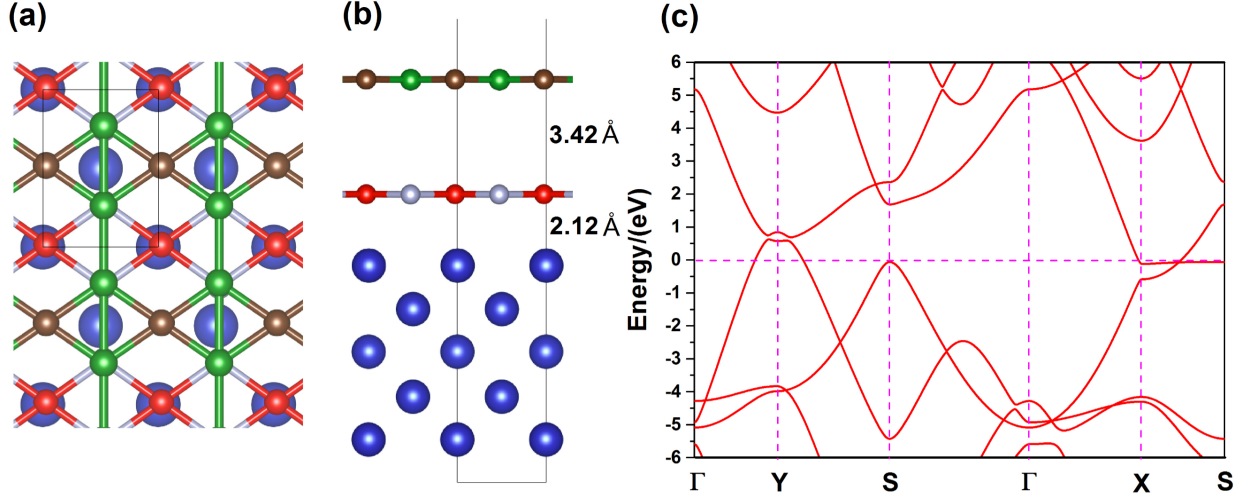 (a)
(b)
(c)
3.42 Å
2.12 Å
Energy/(eV)
6
5
4
3
2
1
0
-1
-2
-3
-4
-5
-6
Γ Y S Γ X S